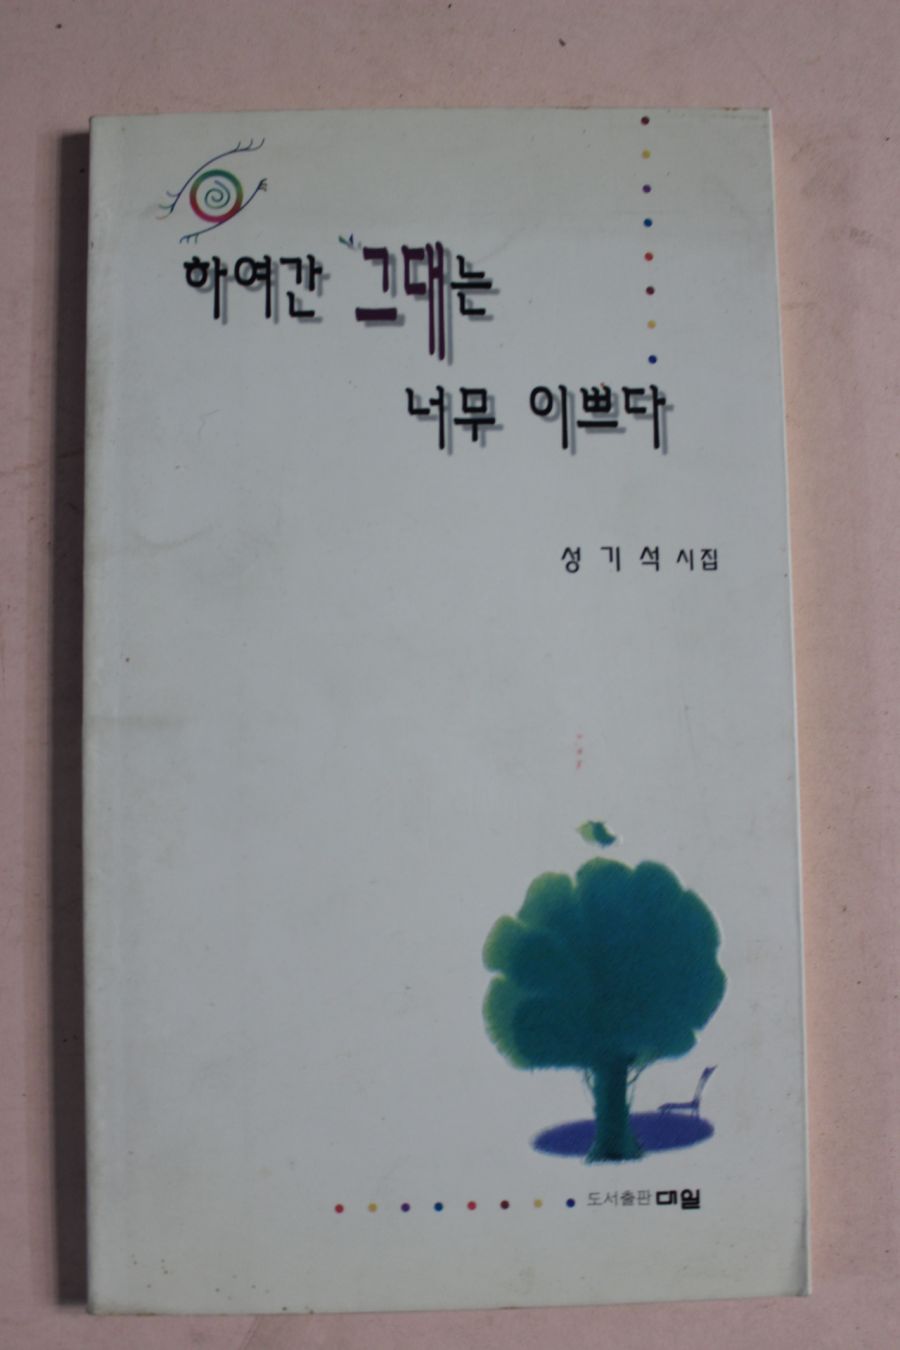 하여간 그대는
너무 이쁘다
성기석 시집
도서출판 대일